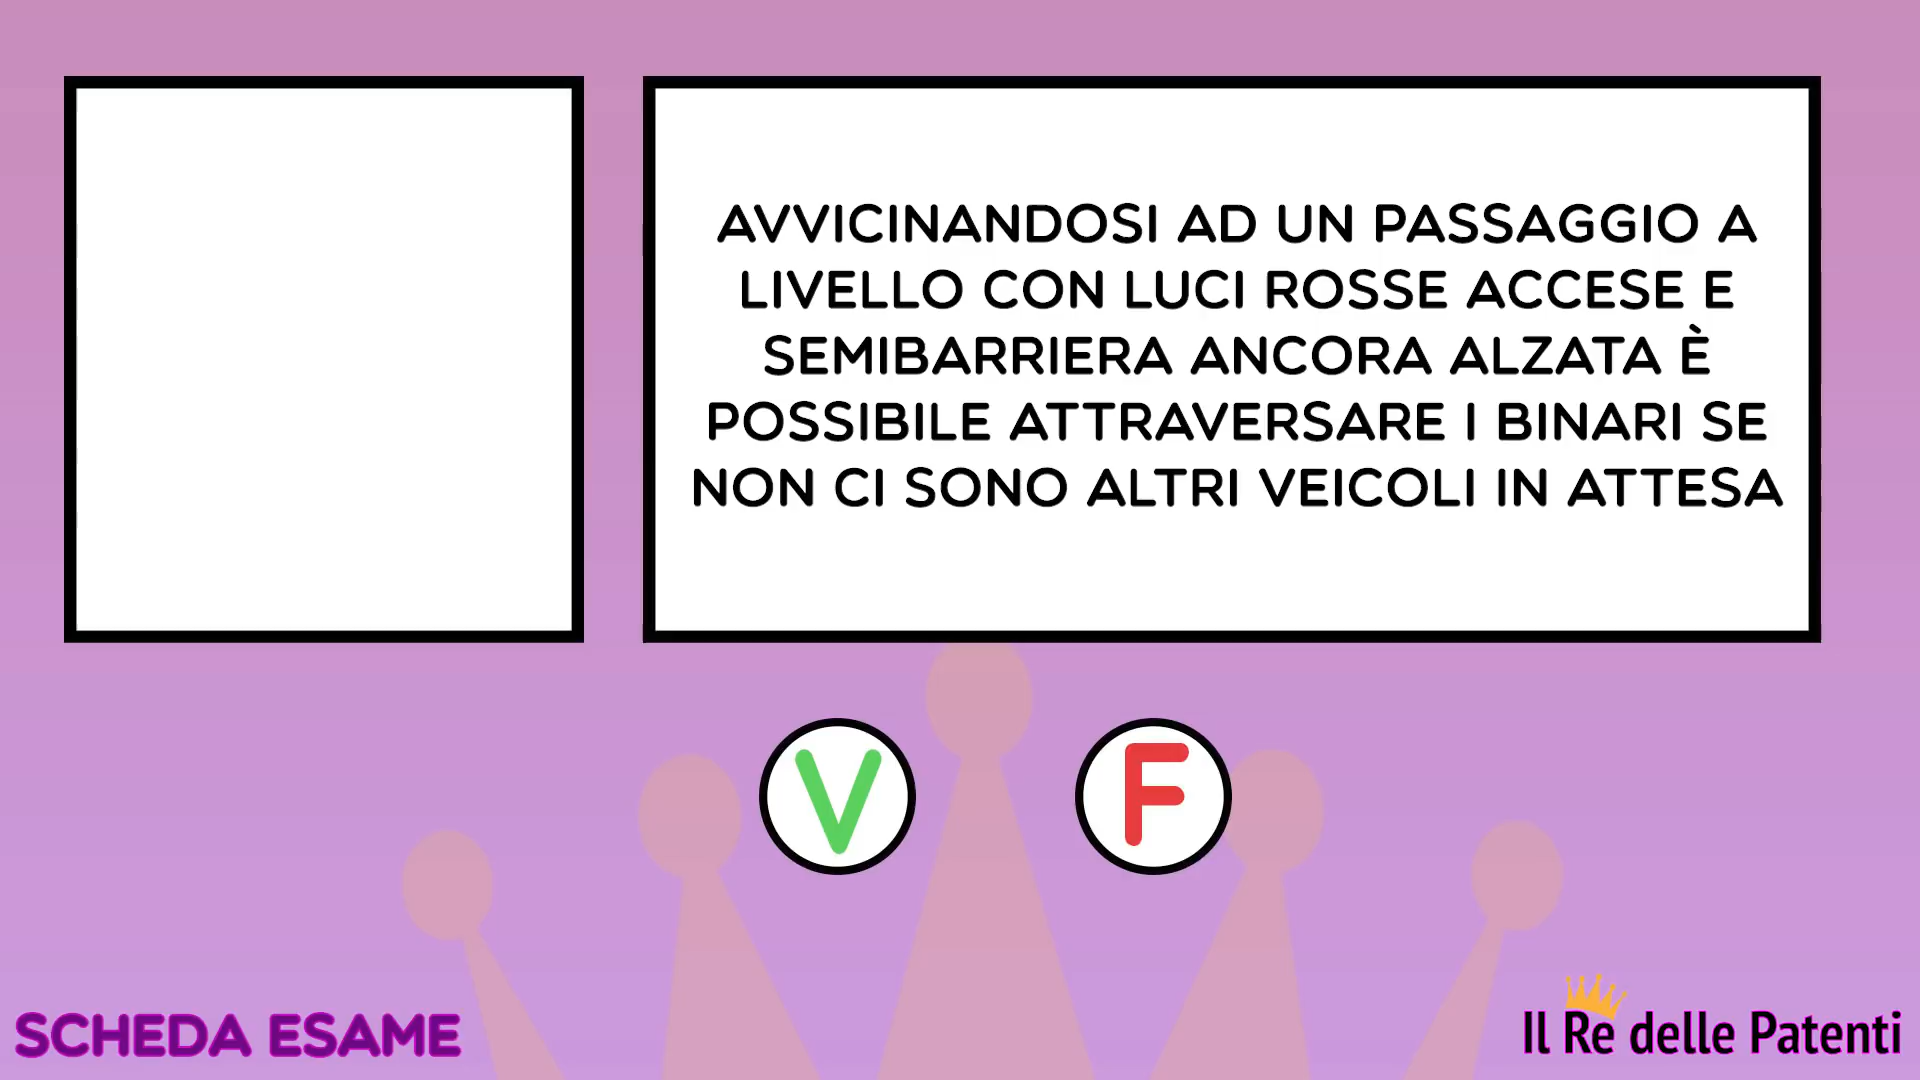 AVVICINANDOSI AD UN PASSAGGIO A
LIVELLO CON LUCI ROSSE ACCESE E
SEMIBARRIERA ANCORA ALZATA È
POSSIBILE ATTRAVERSARE I BINARI SE
NON CI SONO ALTRI VEICOLI IN ATTESA
V
F
SCHEDA ESAME
Il Re delle Patenti